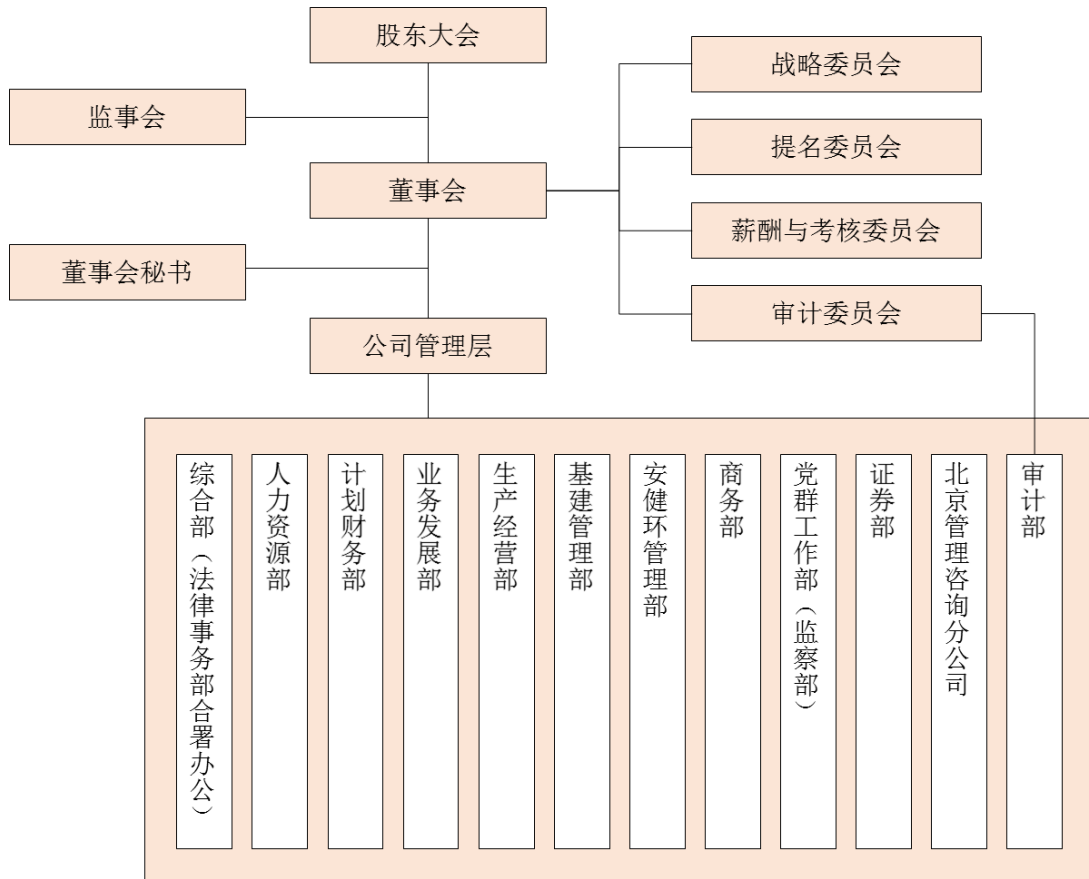 股东大会
战略委员会
监事会
提名委员会
董事会
薪酬与考核委员会
董事会秘书
审计委员会
公司管理层
综合部（法律事务部合署办公）
人力资源部
计划财务部
业务发展部
生产经营部
基建管理部
安健环管理部
商务部
党群工作部（监察部）
证券部
北京管理咨询分公司
审计部